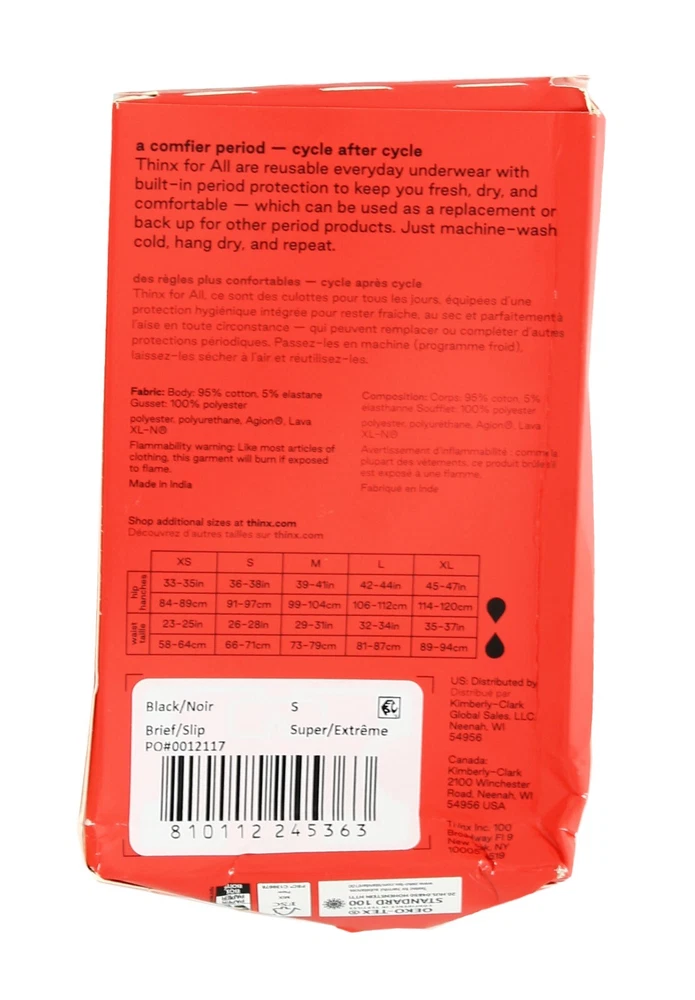 a comfier period — cycle after cycle
Thinx for All are reusable everyday underwear with
built-in period protection to keep you fresh, dry, and
comfortable — which can be used as a replacement or
back up for other period products. Just machine-wash
cold, hang dry, and repeat.
des règles plus confortables — cycle après cycle
Thinx for All, ce sont des culottes pour tous les jours, équipées d'une
protection hygiénique intégrée pour rester fraîche, au sec et parfaitement à
l'aise en toute circonstance — qui peuvent remplacer ou compléter d'autres
protections périodiques. Passez-les en machine (programme froid),
laissez-les sécher à l'air et réutilisez-les.
Fabric: Body: 95% cotton, 5% elastane
Gusset: 100% polyester
polyester, polyurethane, Agion®, Lava
XL-N®
Flammability warning: Like most articles of
clothing, this garment will burn if exposed
to flame.
Made in India
Composition: Corps, 95% coton, 5%
élasthanne Soufflet: 100% polyester
polyester, polyurethane, Agion®, Lava
XL-N®
Avertissement d'inflammabilité : comme la
plupart des vêtements, ce produit brûle s'il
est exposé à une flamme.
Fabriqué en Inde
Shop additional sizes at thinx.com
Découvrez d'autres tailles sur thinx.com
XS S M L XL
hip
hanches
33-35in 36-38in 39-41in 42-44in 45-47in
84-89cm 91-97cm 99-104cm 106-112cm 114-120cm
waist
taille
23-25in 26-28in 29-31in 32-34in 35-37in
58-64cm 66-71cm 73-79cm 81-87cm 89-94cm
Black/Noir S
Brief/Slip Super/Extrême
PO#0012117
810112 245363
US: Distributed by
Distribué par
Kimberly-Clark
Global Sales, LLC.
Neenah, WI
54956
Canada:
Kimberly-Clark
2100 Winchester
Road, Neenah, WI
54956 USA
Thinx Inc. 100
Broadway Fl 9
New York, NY
FSC
MIX
OEKO-TEX®
STANDARD 100